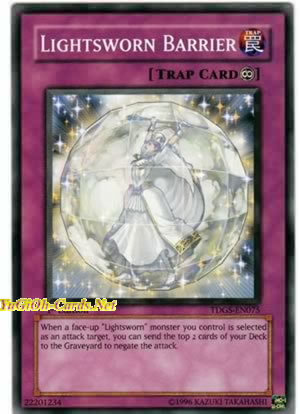 LIGHTSWORN BARRIER
TRAP
罠
[TRAP CARD]
YuGiOh-Cards.Net
TDGS-EN075
When a face-up "Lightsworn" monster you control is selected
as an attack target, you can send the top 2 cards of your Deck
to the Graveyard to negate the attack.
22201234
©1996 KAZUKI TAKAHASHI